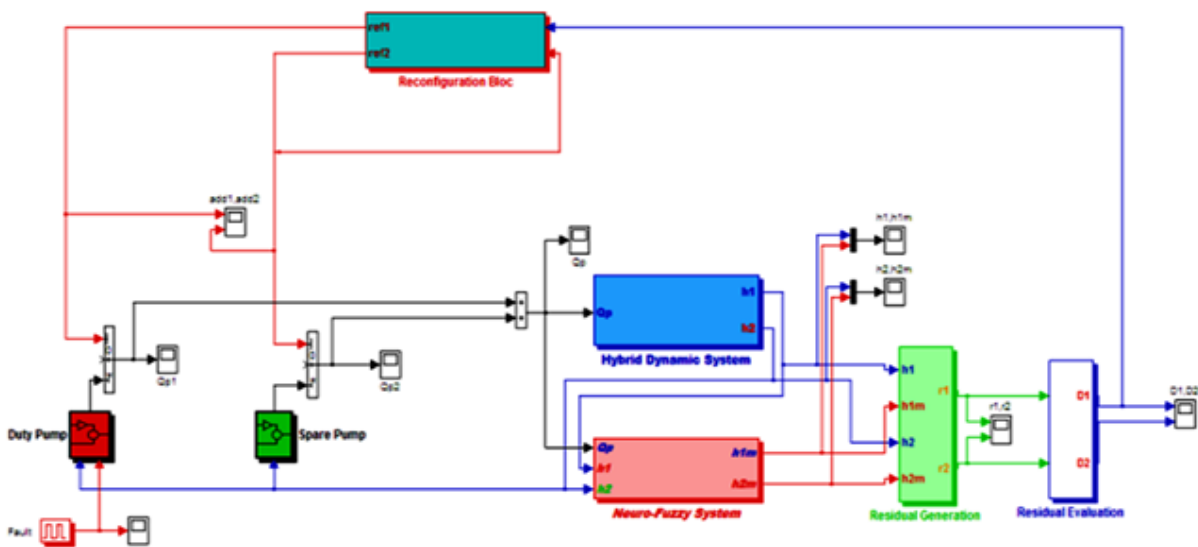 ref1
ref2
Reconfiguration Bloc
add1,add2
h1,h1m
Qp
h2,h2m
Qp
h1
h2
Hybrid Dynamic System
Qp1
Qp2
h1
h1m
h2
h2m
r1
r2
Residual Generation
r1,r2
D1
D2
Residual Evaluation
D1,D2
Duty Pump
Spare Pump
Qp
h1
h2
h1m
h2m
Neuro-Fuzzy System
Fault